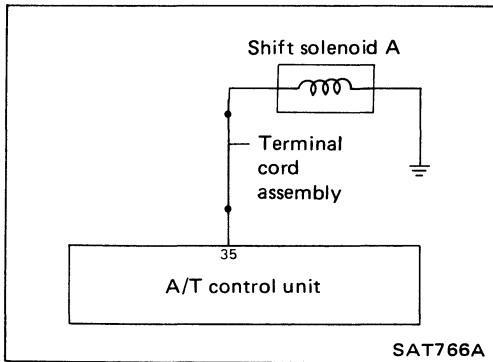 Shift solenoid A
Terminal
cord
assembly
35
A/T control unit
SAT766A